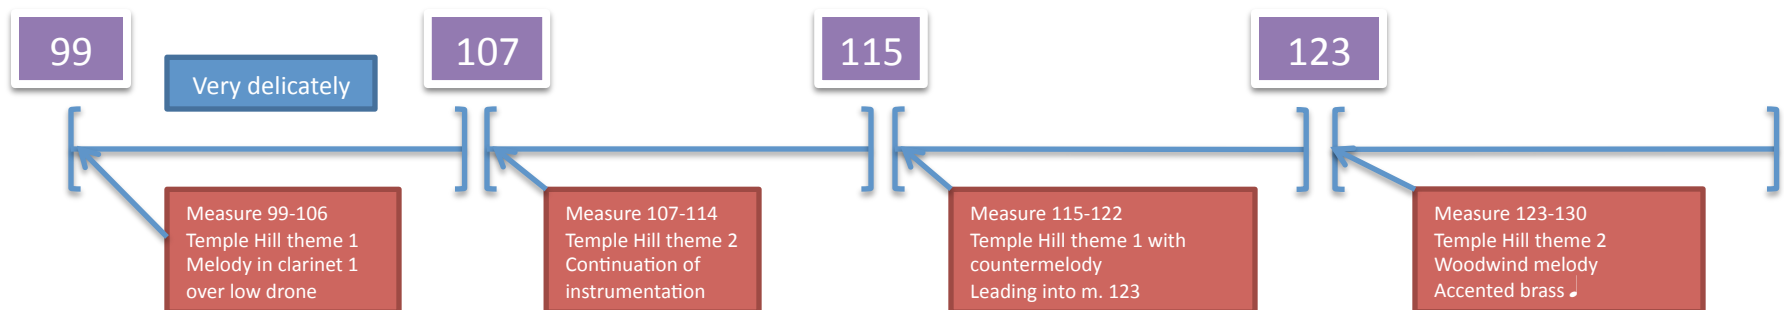 99
107
115
123
Very delicately
Measure 99-106
Temple Hill theme 1
Melody in clarinet 1
over low drone
Measure 107-114
Temple Hill theme 2
Continuation of
instrumentation
Measure 115-122
Temple Hill theme 1 with
countermelody
Leading into m. 123
Measure 123-130
Temple Hill theme 2
Woodwind melody
Accented brass ♩